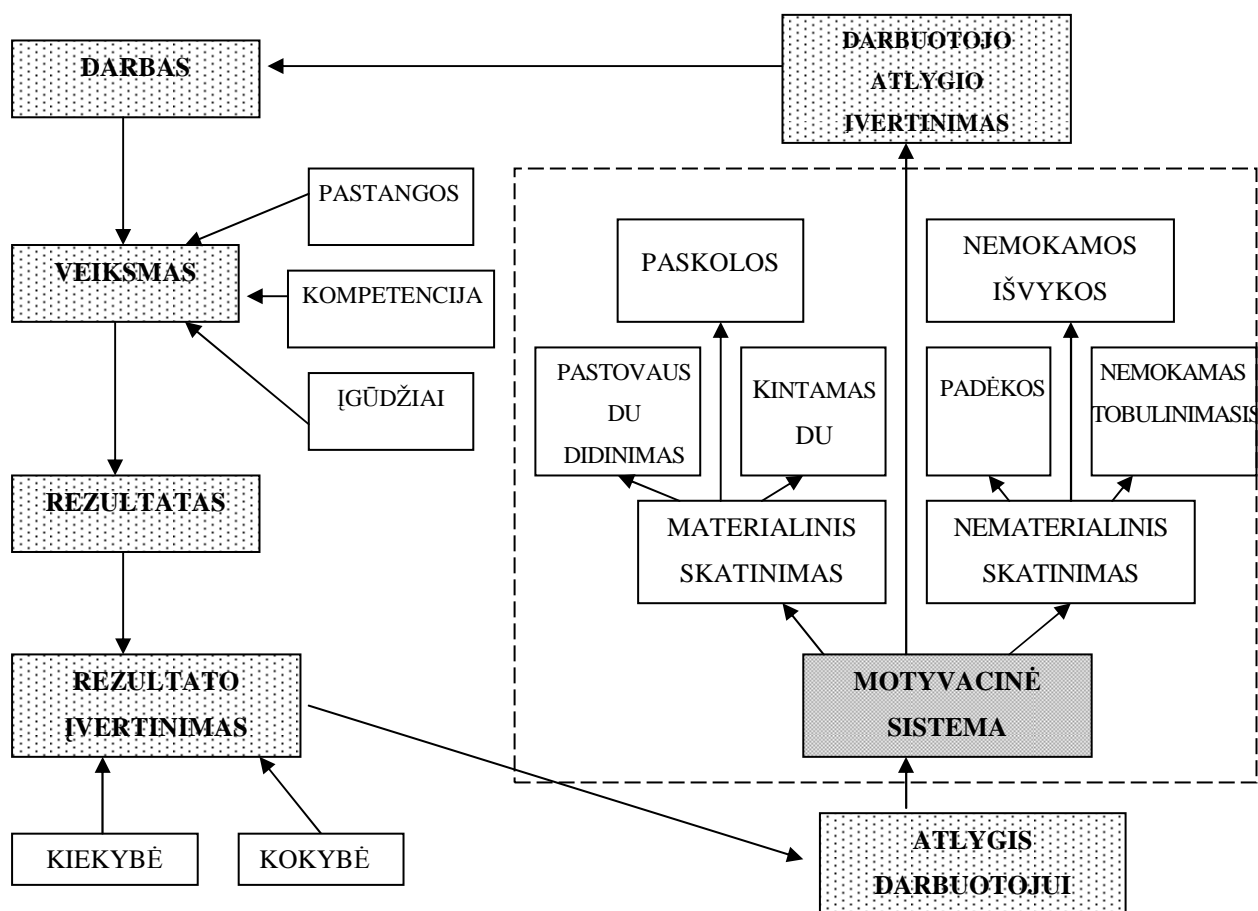 DARBAS
DARBUOTOJO
ATLYGIO
ĮVERTINIMAS
PASTANGOS
VEIKSMAS
KOMPETENCIJA
ĮGŪDŽIAI
PASKOLOS
NEMOKAMOS
IŠVYKOS
PASTOVAUS
DU
DIDINIMAS
KINTAMAS
DU
PADĖKOS
NEMOKAMAS
TOBULINIMASIS
REZULTATAS
MATERIALINIS
SKATINIMAS
NEMATERIALINIS
SKATINIMAS
REZULTATO
ĮVERTINIMAS
MOTYVACINĖ
SISTEMA
KIEKYBĖ
KOKYBĖ
ATLYGIS
DARBUOTOJUI